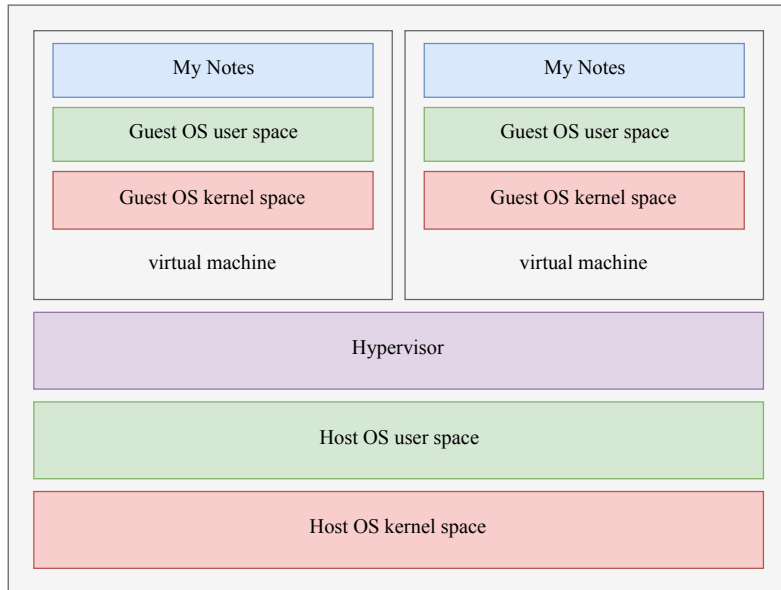 My Notes
Guest OS user space
Guest OS kernel space
virtual machine
My Notes
Guest OS user space
Guest OS kernel space
virtual machine
Hypervisor
Host OS user space
Host OS kernel space